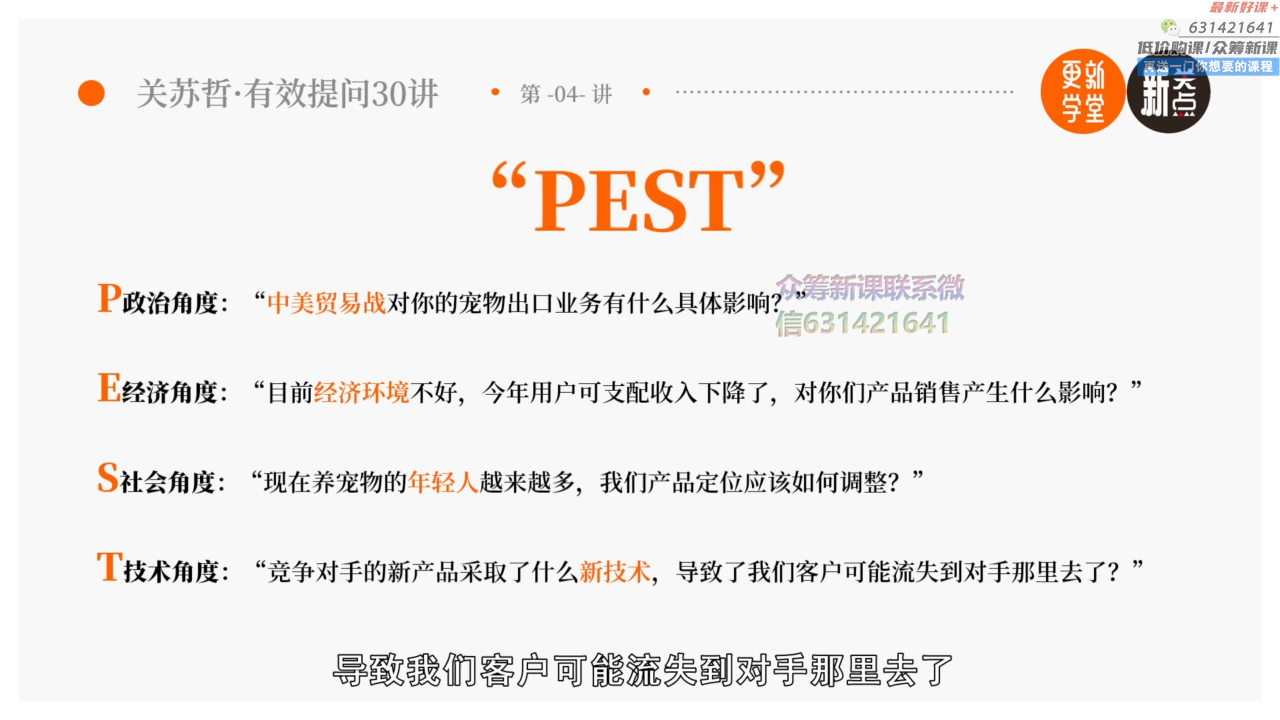 最新好课+
631421641
低价购课/众筹新课
再送一门你想要的课程
关苏哲·有效提问30讲
第 -04- 讲
更新
学堂
新
点
“PEST”
P政治角度：“中美贸易战对你的宠物出口业务有什么具体影响？”
众筹新课联系微
信631421641
E经济角度：“目前经济环境不好，今年用户可支配收入下降了，对你们产品销售产生什么影响？”
S社会角度：“现在养宠物的年轻人越来越多，我们产品定位应该如何调整？”
T技术角度：“竞争对手的新产品采取了什么新技术，导致了我们客户可能流失到对手那里去了？”
导致我们客户可能流失到对手那里去了